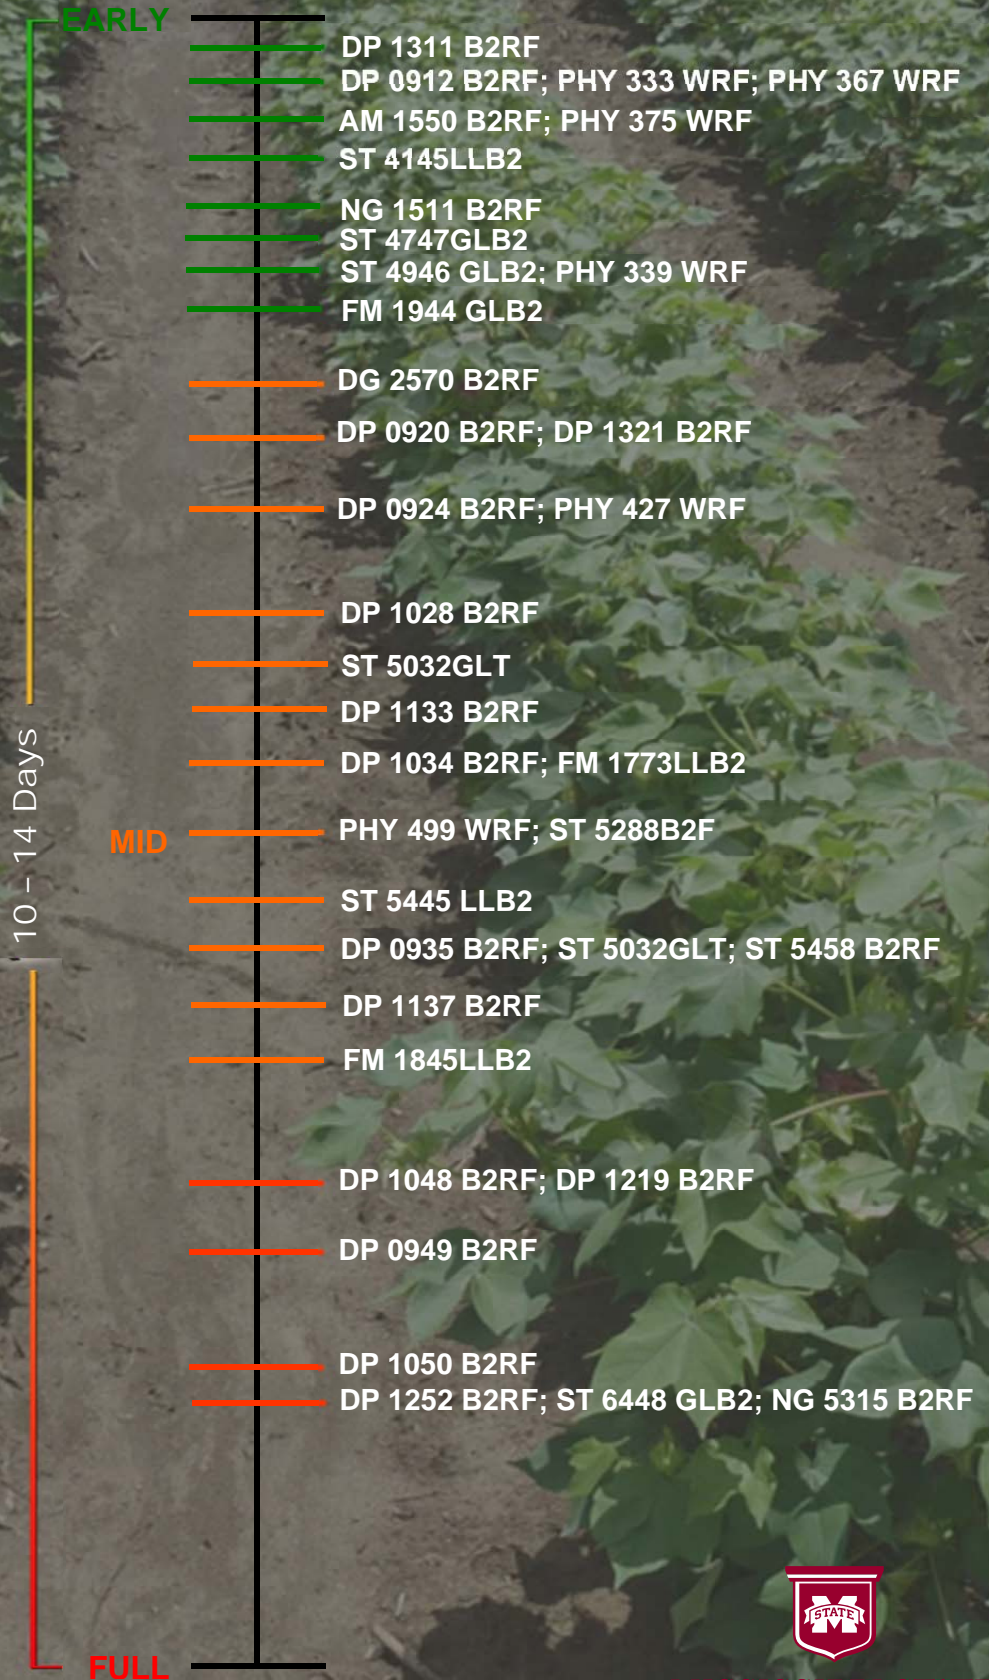 EARLY
DP 1311 B2RF
DP 0912 B2RF; PHY 333 WRF; PHY 367 WRF
AM 1550 B2RF; PHY 375 WRF
ST 4145LLB2
NG 1511 B2RF
ST 4747GLB2
ST 4946 GLB2; PHY 339 WRF
FM 1944 GLB2
DG 2570 B2RF
DP 0920 B2RF; DP 1321 B2RF
DP 0924 B2RF; PHY 427 WRF
DP 1028 B2RF
ST 5032GLT
DP 1133 B2RF
DP 1034 B2RF; FM 1773LLB2
10 – 14 Days
MID
PHY 499 WRF; ST 5288B2F
ST 5445 LLB2
DP 0935 B2RF; ST 5032GLT; ST 5458 B2RF
DP 1137 B2RF
FM 1845LLB2
DP 1048 B2RF; DP 1219 B2RF
DP 0949 B2RF
DP 1050 B2RF
DP 1252 B2RF; ST 6448 GLB2; NG 5315 B2RF
M
STATE
FULL